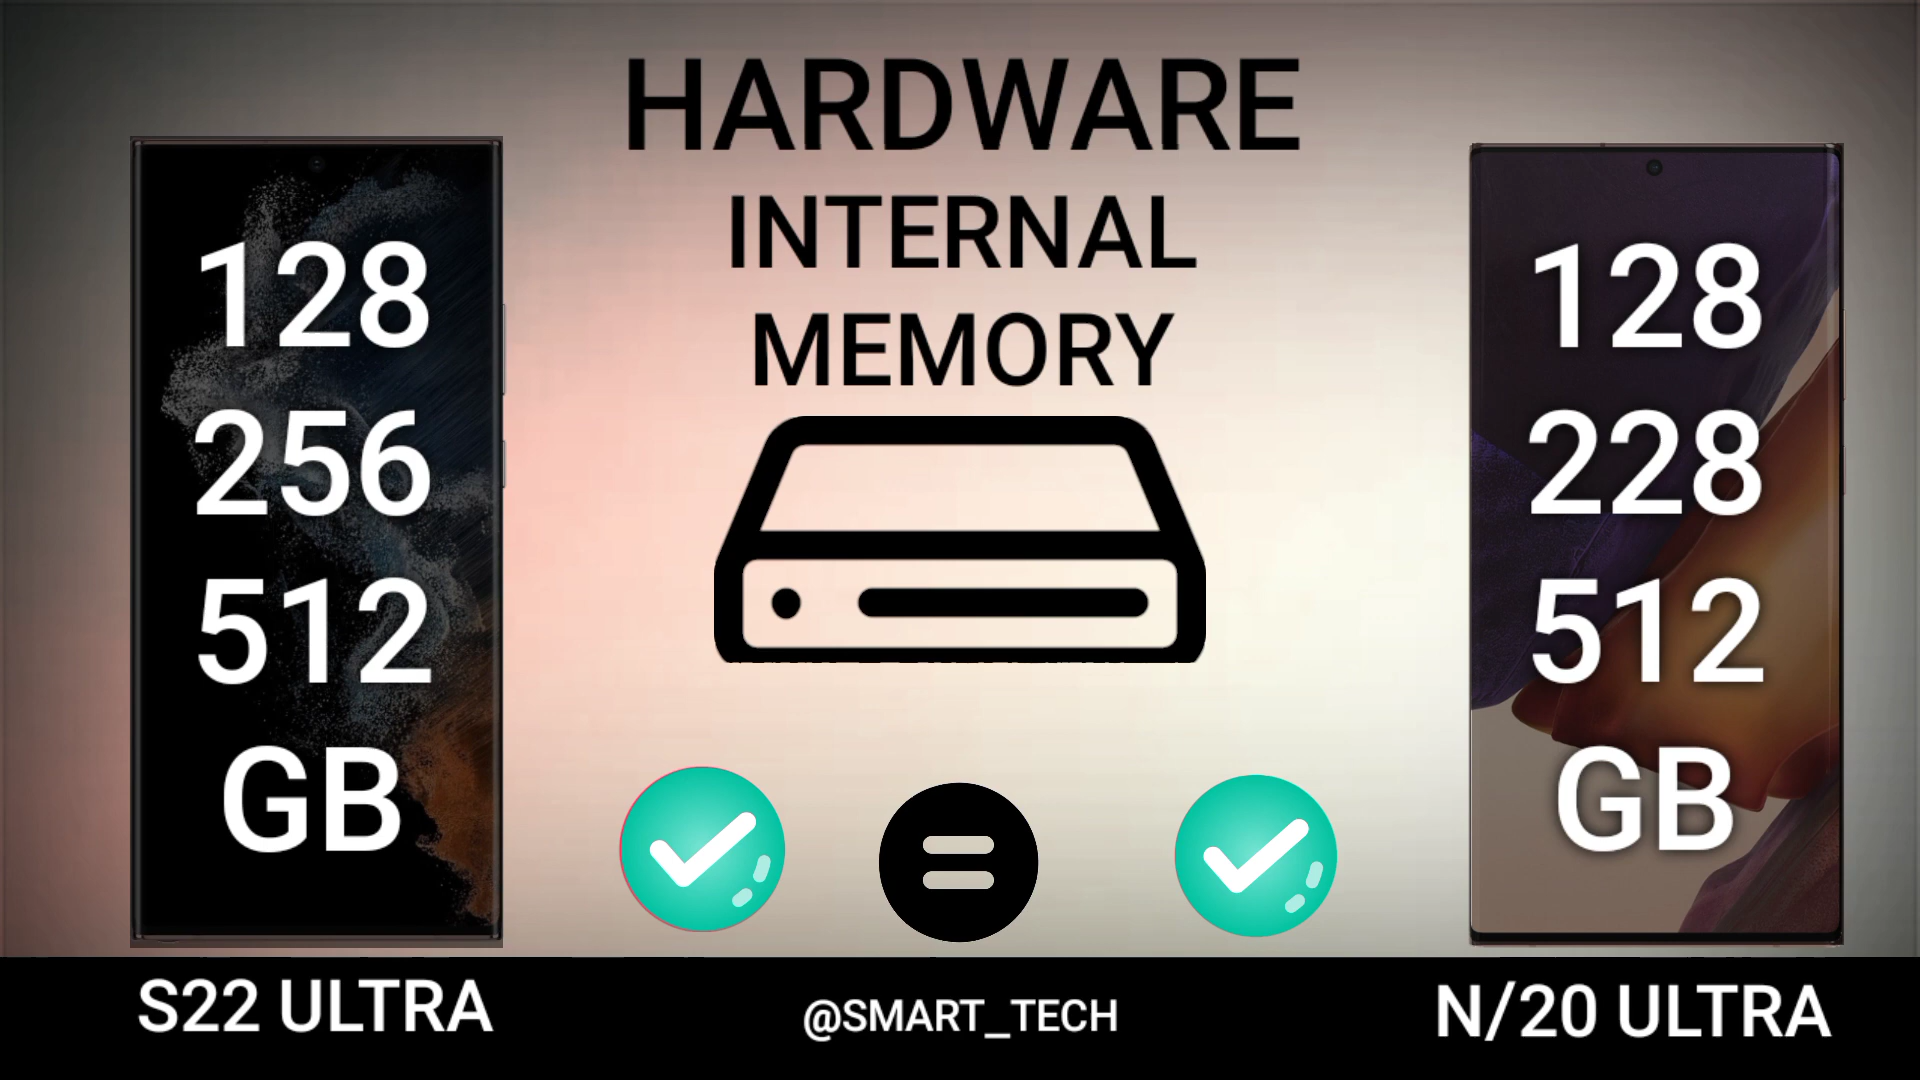 HARDWARE
INTERNAL
MEMORY
128
256
512
GB
128
228
512
GB
S22 ULTRA
@SMART_TECH
N/20 ULTRA